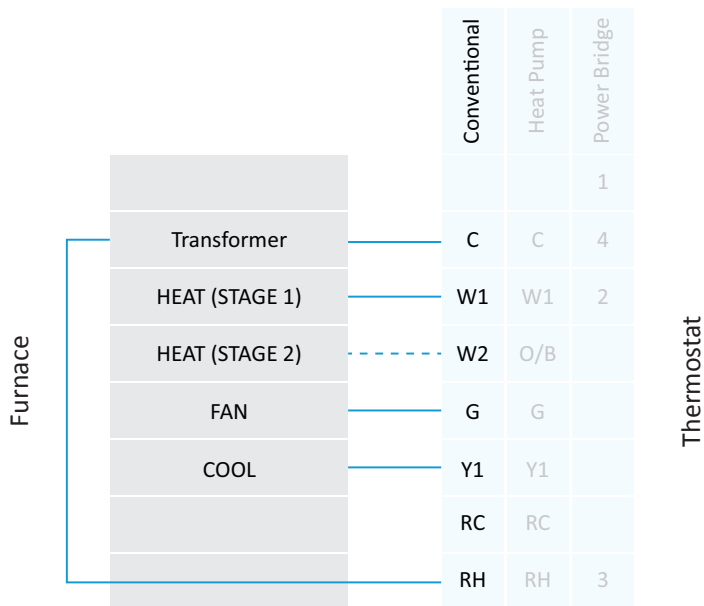 Conventional
Heat Pump
Power Bridge
1
Transformer C C 4
HEAT (STAGE 1) W1 W1 2
HEAT (STAGE 2) W2 O/B
FAN G G
COOL Y1 Y1
RC RC
RH RH 3
Furnace
Thermostat